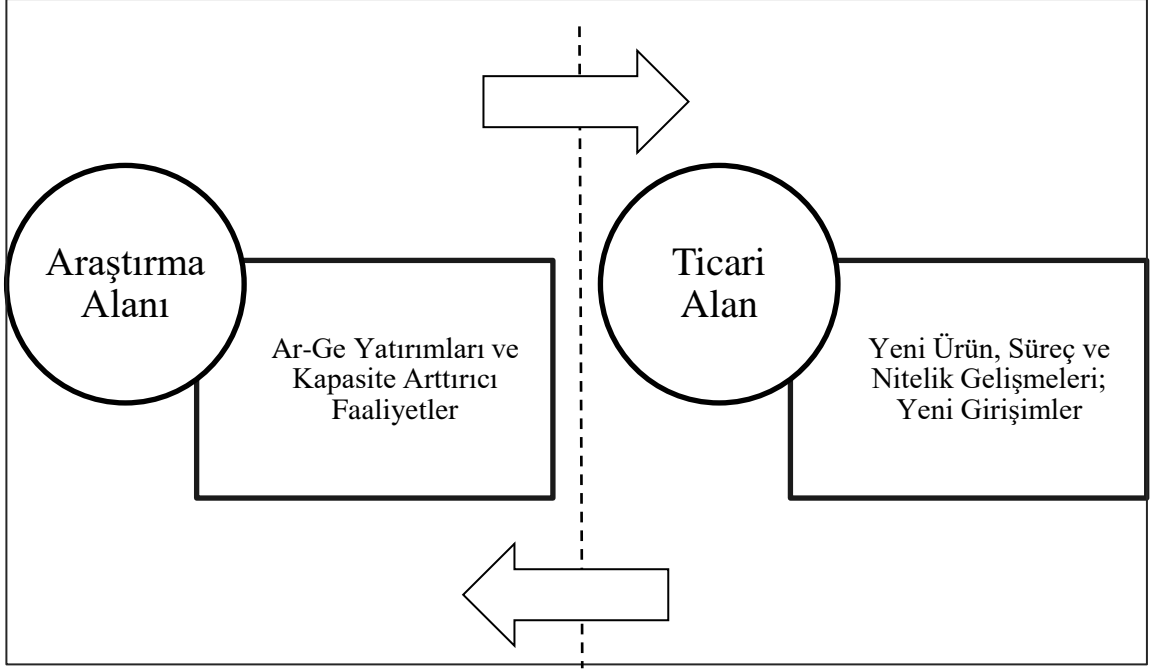 Araştırma
Alanı
Ar-Ge Yatırımları ve
Kapasite Arttırıcı
Faaliyetler
Ticari
Alan
Yeni Ürün, Süreç ve
Nitelik Gelişmeleri;
Yeni Girişimler